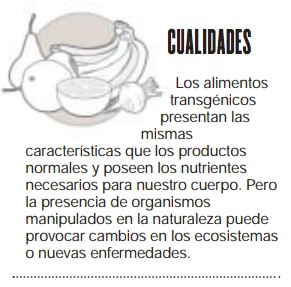 CUALIDADES
Los alimentos
transgénicos
presentan las
mismas
características que los productos
normales y poseen los nutrientes
necesarios para nuestro cuerpo. Pero
la presencia de organismos
manipulados en la naturaleza puede
provocar cambios en los ecosistemas
o nuevas enfermedades.